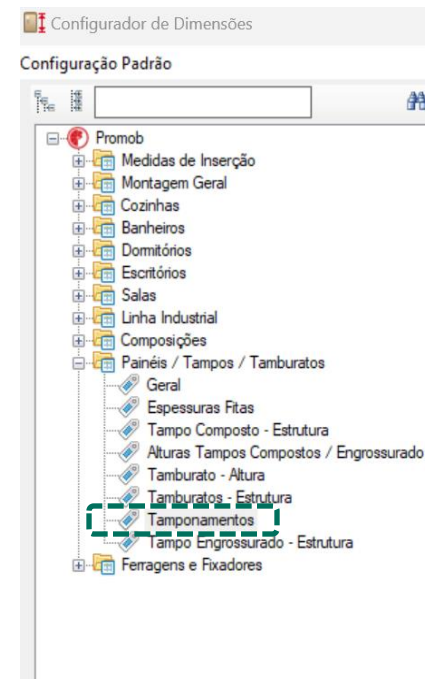 Configurador de Dimensões
Configuração Padrão
Promob
Medidas de Inserção
Montagem Geral
Cozinhas
Banheiros
Dormitórios
Escritórios
Salas
Linha Industrial
Composições
Painéis / Tampos / Tamburatos
Geral
Espessuras Fitas
Tampo Composto - Estrutura
Alturas Tampos Compostos / Engrossurado
Tamburato - Altura
Tamburatos - Estrutura
Tamponamentos
Tampo Engrossurado - Estrutura
Ferragens e Fixadores